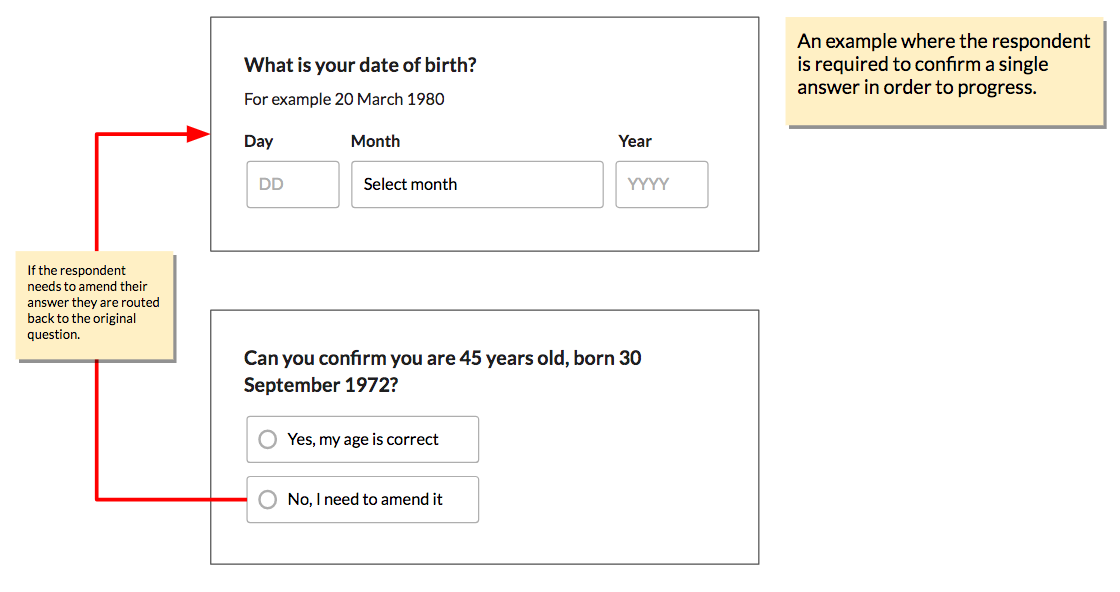 What is your date of birth?
For example 20 March 1980
Day Month Year
DD Select month YYYY
An example where the respondent
is required to confirm a single
answer in order to progress.
If the respondent
needs to amend their
answer they are routed
back to the original
question.
Can you confirm you are 45 years old, born 30
September 1972?
Yes, my age is correct
No, I need to amend it